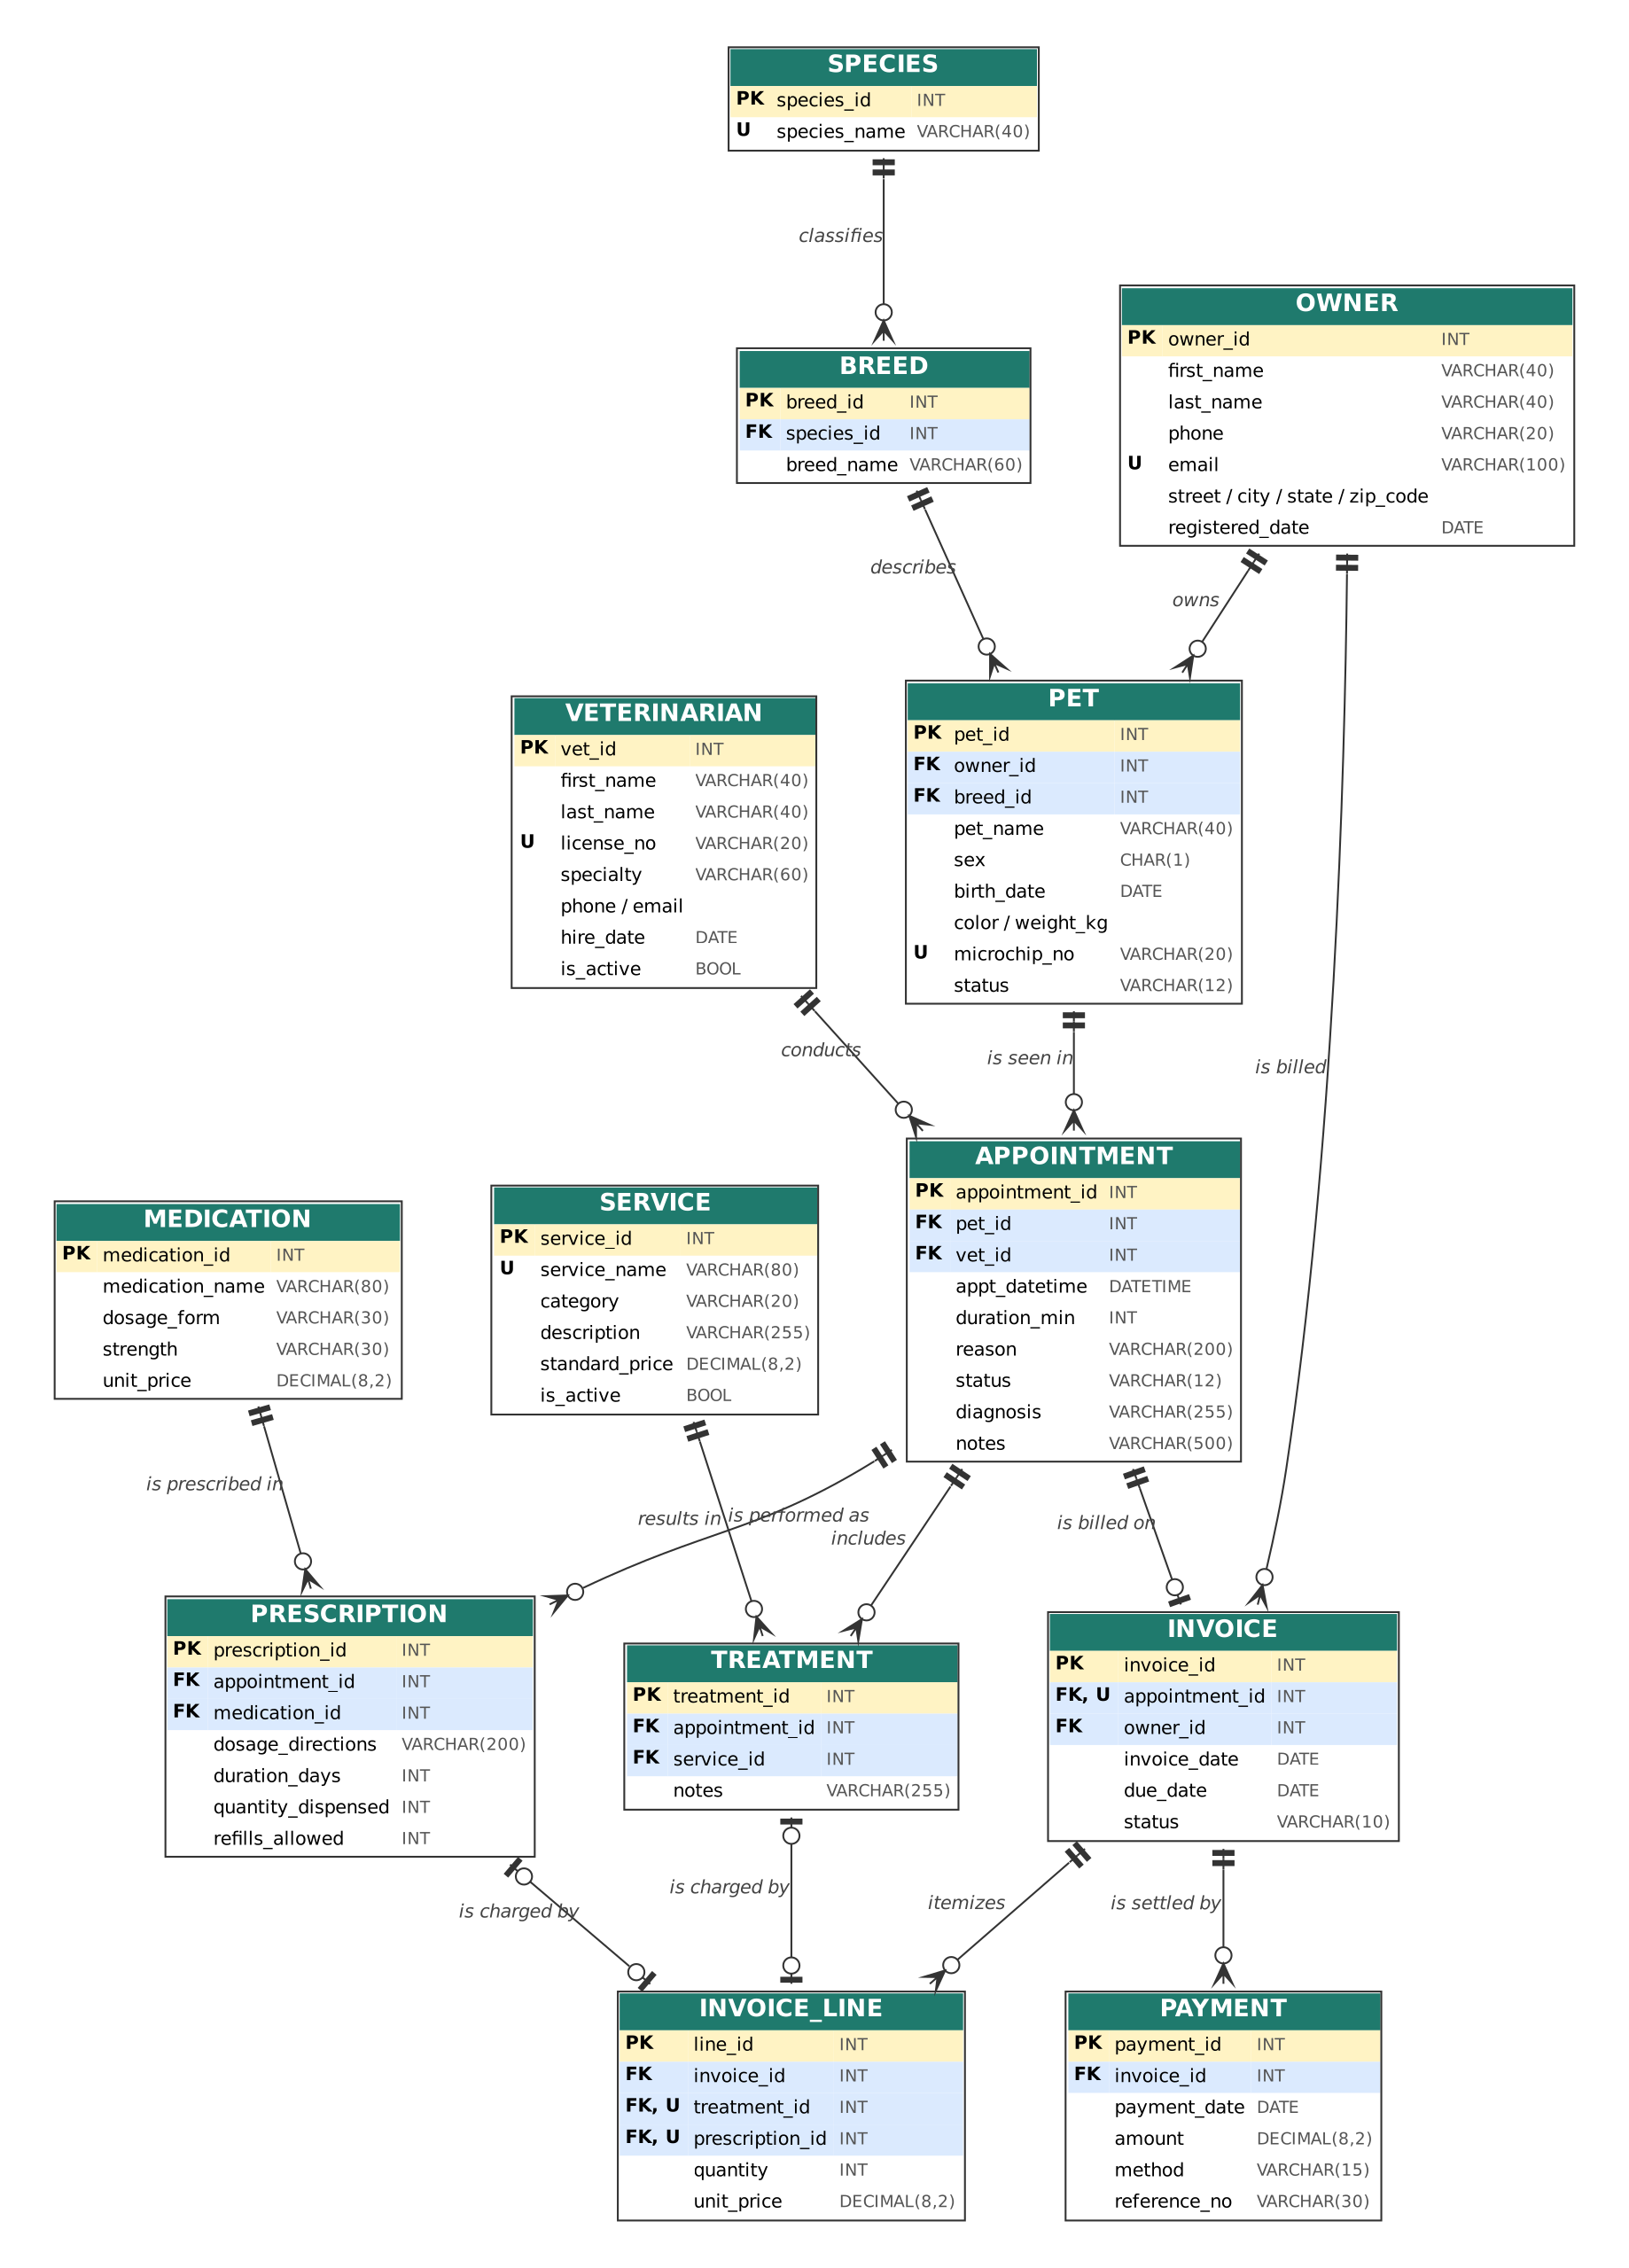 SPECIES
PK species_id INT
U species_name VARCHAR(40)
classifies
OWNER
PK owner_id INT
first_name VARCHAR(40)
last_name VARCHAR(40)
phone VARCHAR(20)
U email VARCHAR(100)
street / city / state / zip_code
registered_date DATE
BREED
PK breed_id INT
FK species_id INT
breed_name VARCHAR(60)
describes
owns
VETERINARIAN
PK vet_id INT
first_name VARCHAR(40)
last_name VARCHAR(40)
U license_no VARCHAR(20)
specialty VARCHAR(60)
phone / email
hire_date DATE
is_active BOOL
PET
PK pet_id INT
FK owner_id INT
FK breed_id INT
pet_name VARCHAR(40)
sex CHAR(1)
birth_date DATE
color / weight_kg
U microchip_no VARCHAR(20)
status VARCHAR(12)
conducts
is seen in
is billed
MEDICATION
PK medication_id INT
medication_name VARCHAR(80)
dosage_form VARCHAR(30)
strength VARCHAR(30)
unit_price DECIMAL(8,2)
SERVICE
PK service_id INT
U service_name VARCHAR(80)
category VARCHAR(20)
description VARCHAR(255)
standard_price DECIMAL(8,2)
is_active BOOL
APPOINTMENT
PK appointment_id INT
FK pet_id INT
FK vet_id INT
appt_datetime DATETIME
duration_min INT
reason VARCHAR(200)
status VARCHAR(12)
diagnosis VARCHAR(255)
notes VARCHAR(500)
is prescribed in
results in
is performed as
includes
is billed on
PRESCRIPTION
PK prescription_id INT
FK appointment_id INT
FK medication_id INT
dosage_directions VARCHAR(200)
duration_days INT
quantity_dispensed INT
refills_allowed INT
TREATMENT
PK treatment_id INT
FK appointment_id INT
FK service_id INT
notes VARCHAR(255)
INVOICE
PK invoice_id INT
FK, U appointment_id INT
FK owner_id INT
invoice_date DATE
due_date DATE
status VARCHAR(10)
is charged by
is charged by
itemizes
is settled by
INVOICE_LINE
PK line_id INT
FK invoice_id INT
FK, U treatment_id INT
FK, U prescription_id INT
quantity INT
unit_price DECIMAL(8,2)
PAYMENT
PK payment_id INT
FK invoice_id INT
payment_date DATE
amount DECIMAL(8,2)
method VARCHAR(15)
reference_no VARCHAR(30)